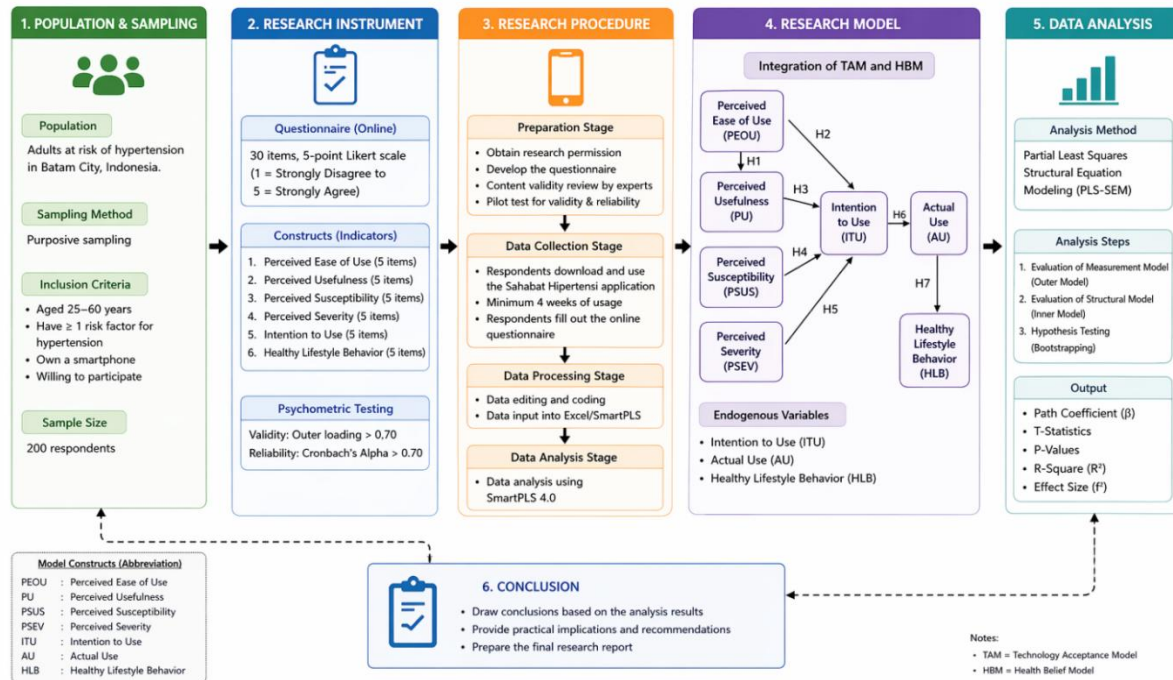 1. POPULATION & SAMPLING
Population
Adults at risk of hypertension
in Batam City, Indonesia.
Sampling Method
Purposive sampling
Inclusion Criteria
• Aged 25–60 years
• Have ≥ 1 risk factor for
hypertension
• Own a smartphone
• Willing to participate
Sample Size
200 respondents
2. RESEARCH INSTRUMENT
Questionnaire (Online)
30 items, 5-point Likert scale
(1 = Strongly Disagree to
5 = Strongly Agree)
Constructs (Indicators)
1. Perceived Ease of Use (5 items)
2. Perceived Usefulness (5 items)
3. Perceived Susceptibility (5 items)
4. Perceived Severity (5 items)
5. Intention to Use (5 items)
6. Healthy Lifestyle Behavior (5 items)
Psychometric Testing
Validity: Outer loading > 0,70
Reliability: Cronbach's Alpha > 0.70
3. RESEARCH PROCEDURE
Preparation Stage
• Obtain research permission
• Develop the questionnaire
• Content validity review by experts
• Pilot test for validity & reliability
Data Collection Stage
• Respondents download and use
the Sahabat Hipertensi application
• Minimum 4 weeks of usage
• Respondents fill out the online
questionnaire
Data Processing Stage
• Data editing and coding
• Data input into Excel/SmartPLS
Data Analysis Stage
• Data analysis using
SmartPLS 4.0
4. RESEARCH MODEL
Integration of TAM and HBM
Perceived
Ease of Use
(PEOU)
H2
H1
Perceived
Usefulness
(PU)
H3
Intention
to Use
(ITU)
H6
Actual
Use
(AU)
Perceived
Susceptibility
(PSUS)
H4
H7
H5
Perceived
Severity
(PSEV)
Healthy
Lifestyle
Behavior
(HLB)
Endogenous Variables
• Intention to Use (ITU)
• Actual Use (AU)
• Healthy Lifestyle Behavior (HLB)
5. DATA ANALYSIS
Analysis Method
Partial Least Squares
Structural Equation
Modeling (PLS-SEM)
Analysis Steps
1. Evaluation of Measurement Model
(Outer Model)
2. Evaluation of Structural Model
(Inner Model)
3. Hypothesis Testing
(Bootstrapping)
Output
• Path Coefficient (β)
• T-Statistics
• P-Values
• R-Square (R²)
• Effect Size (f²)
Model Constructs (Abbreviation)
PEOU : Perceived Ease of Use
PU : Perceived Usefulness
PSUS : Perceived Susceptibility
PSEV : Perceived Severity
ITU : Intention to Use
AU : Actual Use
HLB : Healthy Lifestyle Behavior
6. CONCLUSION
• Draw conclusions based on the analysis results
• Provide practical implications and recommendations
• Prepare the final research report
Notes:
• TAM = Technology Acceptance Model
• HBM = Health Belief Model